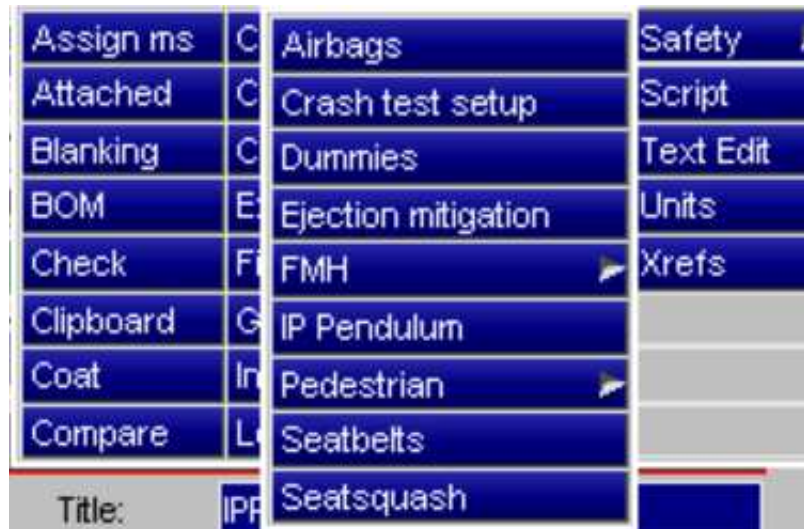 Assign ms
Attached
Blanking
BOM
Check
Clipboard
Coat
Compare
Airbags
Crash test setup
Dummies
Ejection mitigation
FMH
IP Pendulum
Pedestrian
Seatbelts
Seatsquash
Safety
Script
Text Edit
Units
Xrefs
Title: